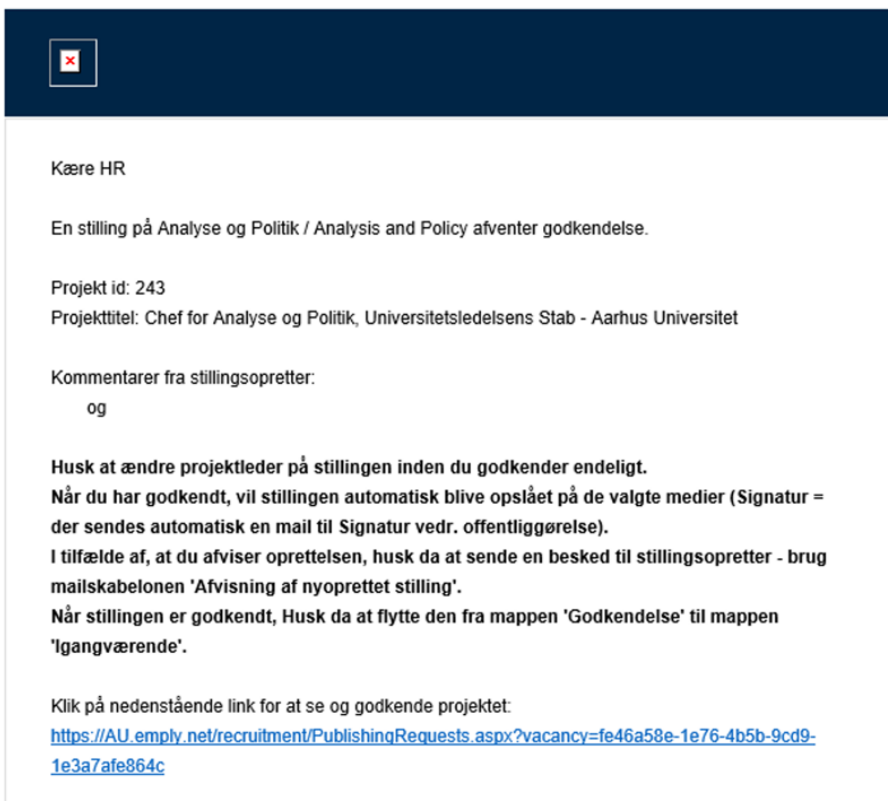 Kære HR
En stilling på Analyse og Politik / Analysis and Policy afventer godkendelse.
Projekt id: 243
Projekttitel: Chef for Analyse og Politik, Universitetsledelsens Stab - Aarhus Universitet
Kommentarer fra stillingsopretter:
og
Husk at ændre projektleder på stillingen inden du godkender endeligt.
Når du har godkendt, vil stillingen automatisk blive opslået på de valgte medier (Signatur =
der sendes automatisk en mail til Signatur vedr. offentliggørelse).
I tilfælde af, at du afviser oprettelsen, husk da at sende en besked til stillingsopretter - brug
mailskabelonen 'Afvisning af nyoprettet stilling'.
Når stillingen er godkendt, Husk da at flytte den fra mappen 'Godkendelse' til mappen
'Igangværende'.
Klik på nedenstående link for at se og godkende projektet:
https://AU.emply.net/recruitment/PublishingRequests.aspx?vacancy=fe46a58e-1e76-4b5b-9cd9-
1e3a7afe864c